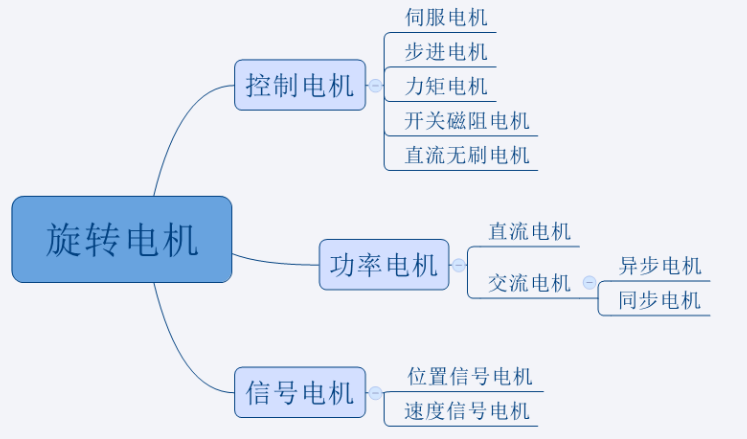 旋转电机
控制电机
伺服电机
步进电机
力矩电机
开关磁阻电机
直流无刷电机
功率电机
直流电机
交流电机
异步电机
同步电机
信号电机
位置信号电机
速度信号电机